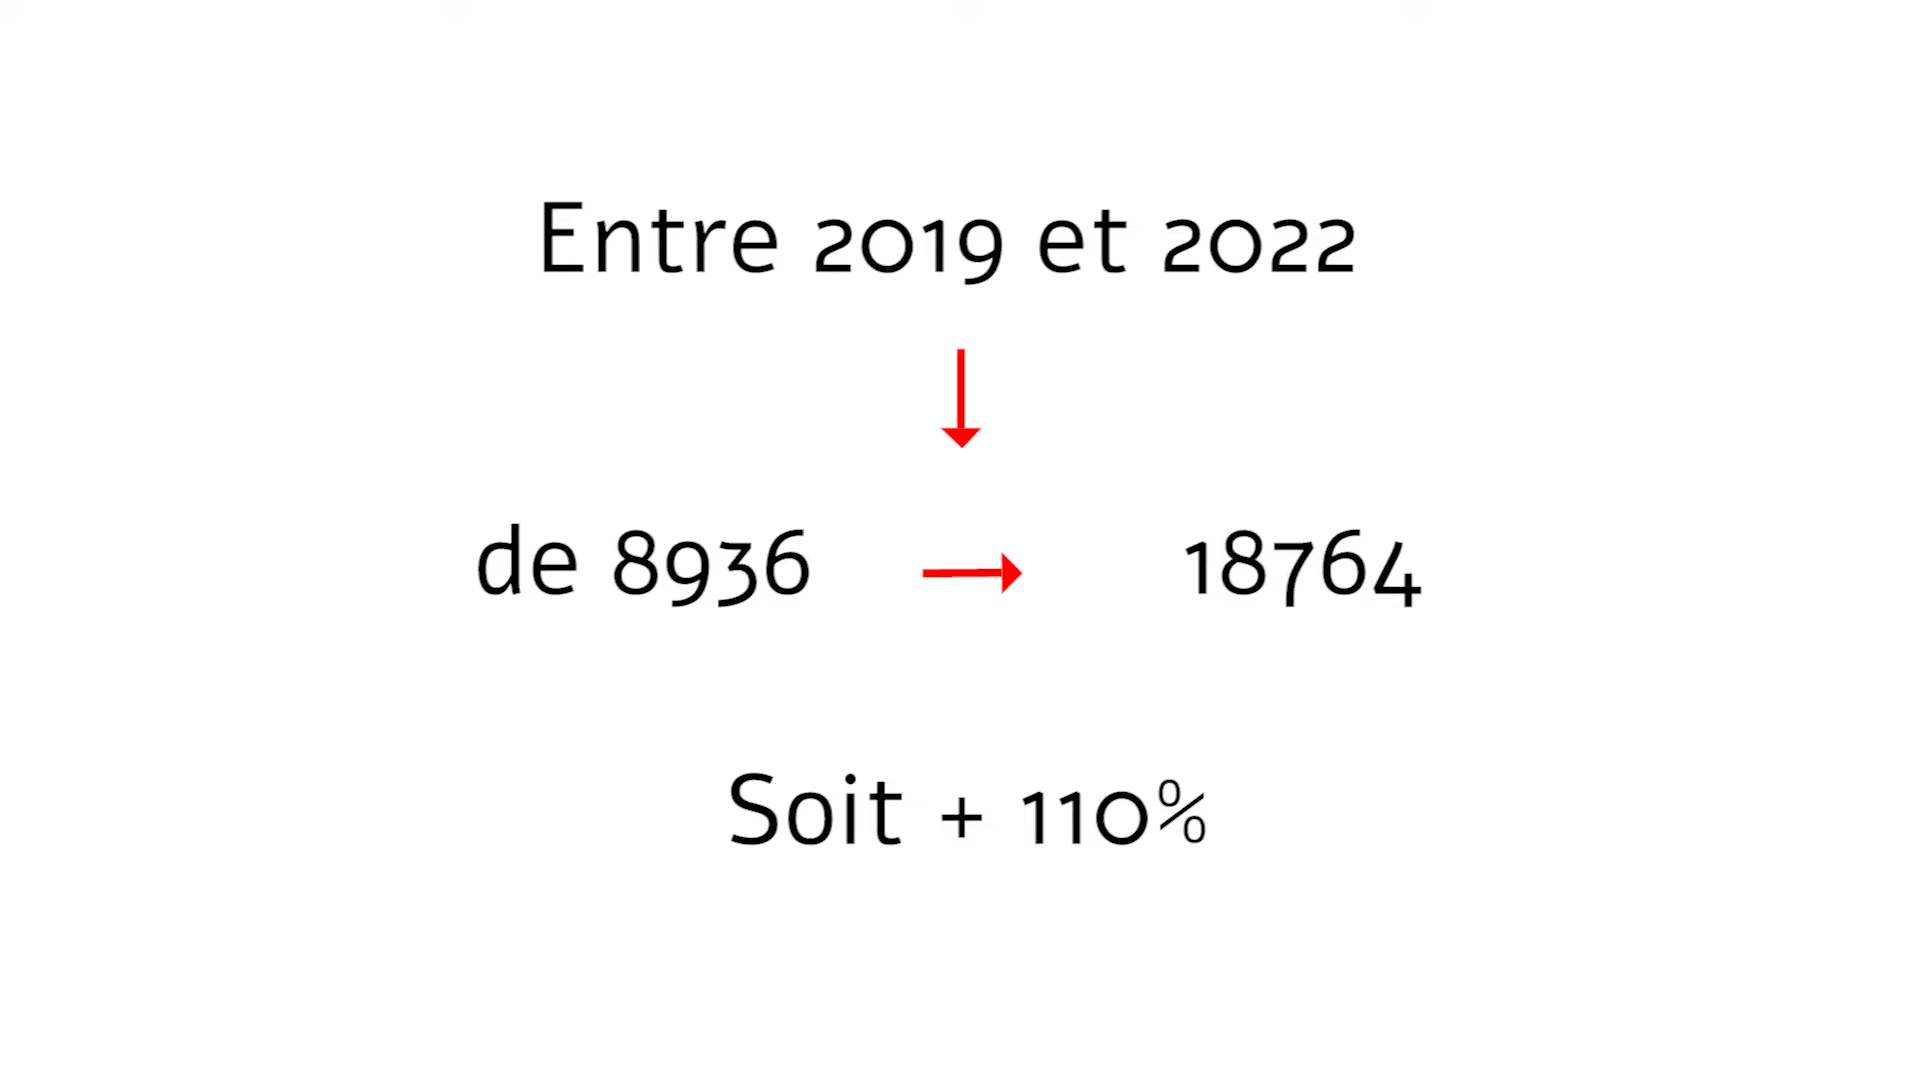 Entre 2019 et 2022
de 8936 → 18764
Soit + 110%